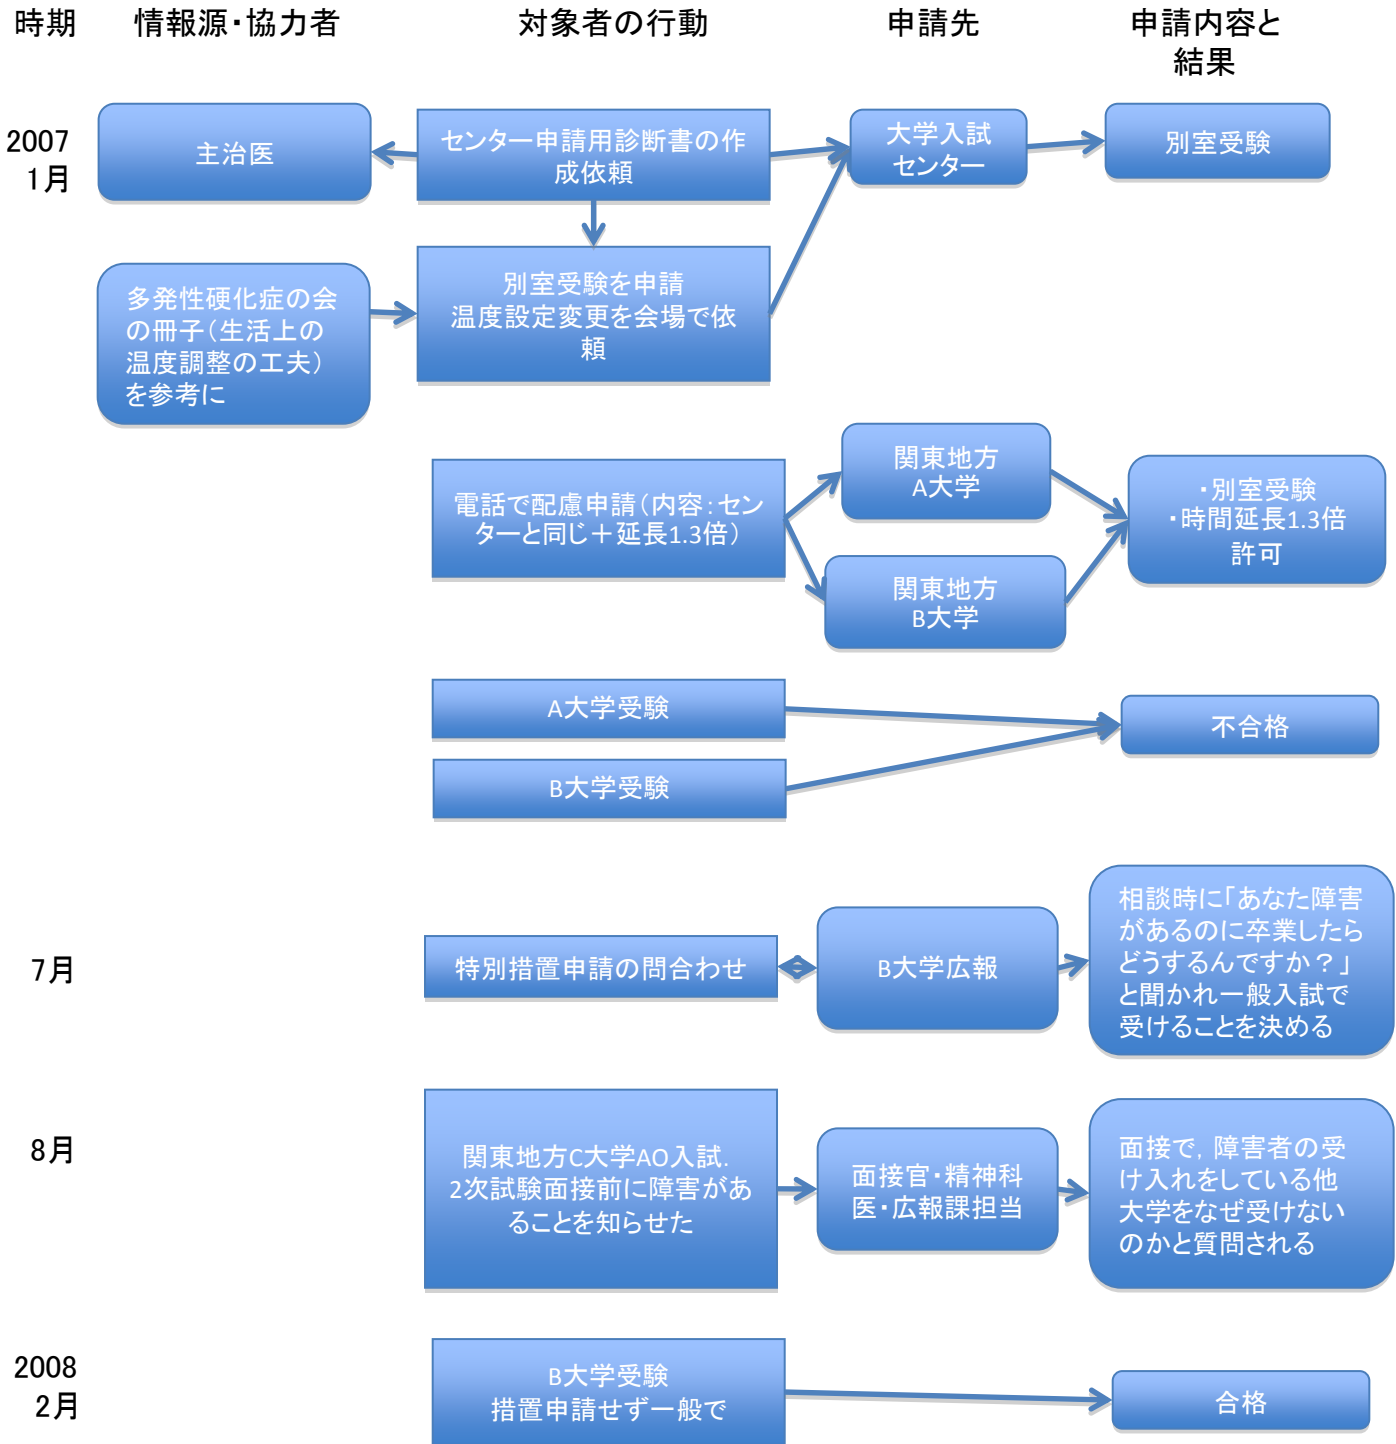 時期
情報源・協力者
対象者の行動
申請先
申請内容と
結果
2007
1月
主治医
センター申請用診断書の作
成依頼
大学入試
センター
別室受験
多発性硬化症の会
の冊子（生活上の
温度調整の工夫）
を参考に
別室受験を申請
温度設定変更を会場で依
頼
電話で配慮申請（内容：セン
ターと同じ＋延長1.3倍）
関東地方
A大学
関東地方
B大学
・別室受験
・時間延長1.3倍
許可
A大学受験
B大学受験
不合格
7月
特別措置申請の問合わせ
B大学広報
相談時に「あなた障害
があるのに卒業したら
どうするんですか？」
と聞かれ一般入試で
受けることを決める
8月
関東地方C大学AO入試.
2次試験面接前に障害があ
ることを知らせた
面接官・精神科
医・広報課担当
面接で，障害者の受
け入れをしている他
大学をなぜ受けない
のかと質問される
2008
2月
B大学受験
措置申請せず一般で
合格